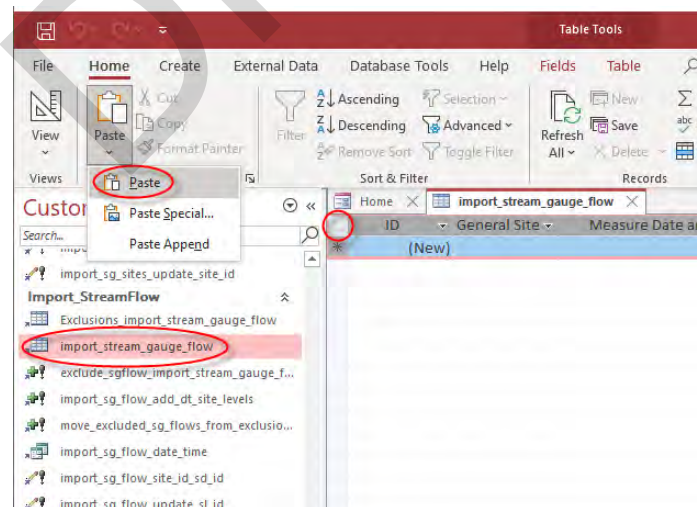 Table Tools
File Home Create External Data Database Tools Help Fields Table
View Paste Cut Copy Format Painter Filter Ascending Descending Remove Sort Selection Advanced Toggle Filter Refresh All New Save Delete
Views Sort & Filter Records
Paste
Paste Special...
Paste Append
Custo
Search...
Home import_stream_gauge_flow
ID General Site Measure Date a
(New)
import_sg_sites_update_site_id
Import_StreamFlow
Exclusions_import_stream_gauge_flow
import_stream_gauge_flow
exclude_sgflow_import_stream_gauge_f...
import_sg_flow_add_dt_site_levels
move_excluded_sg_flows_from_exclusio...
import_sg_flow_date_time
import_sg_flow_site_id_sd_id
import_sg_flow_update_sl_id